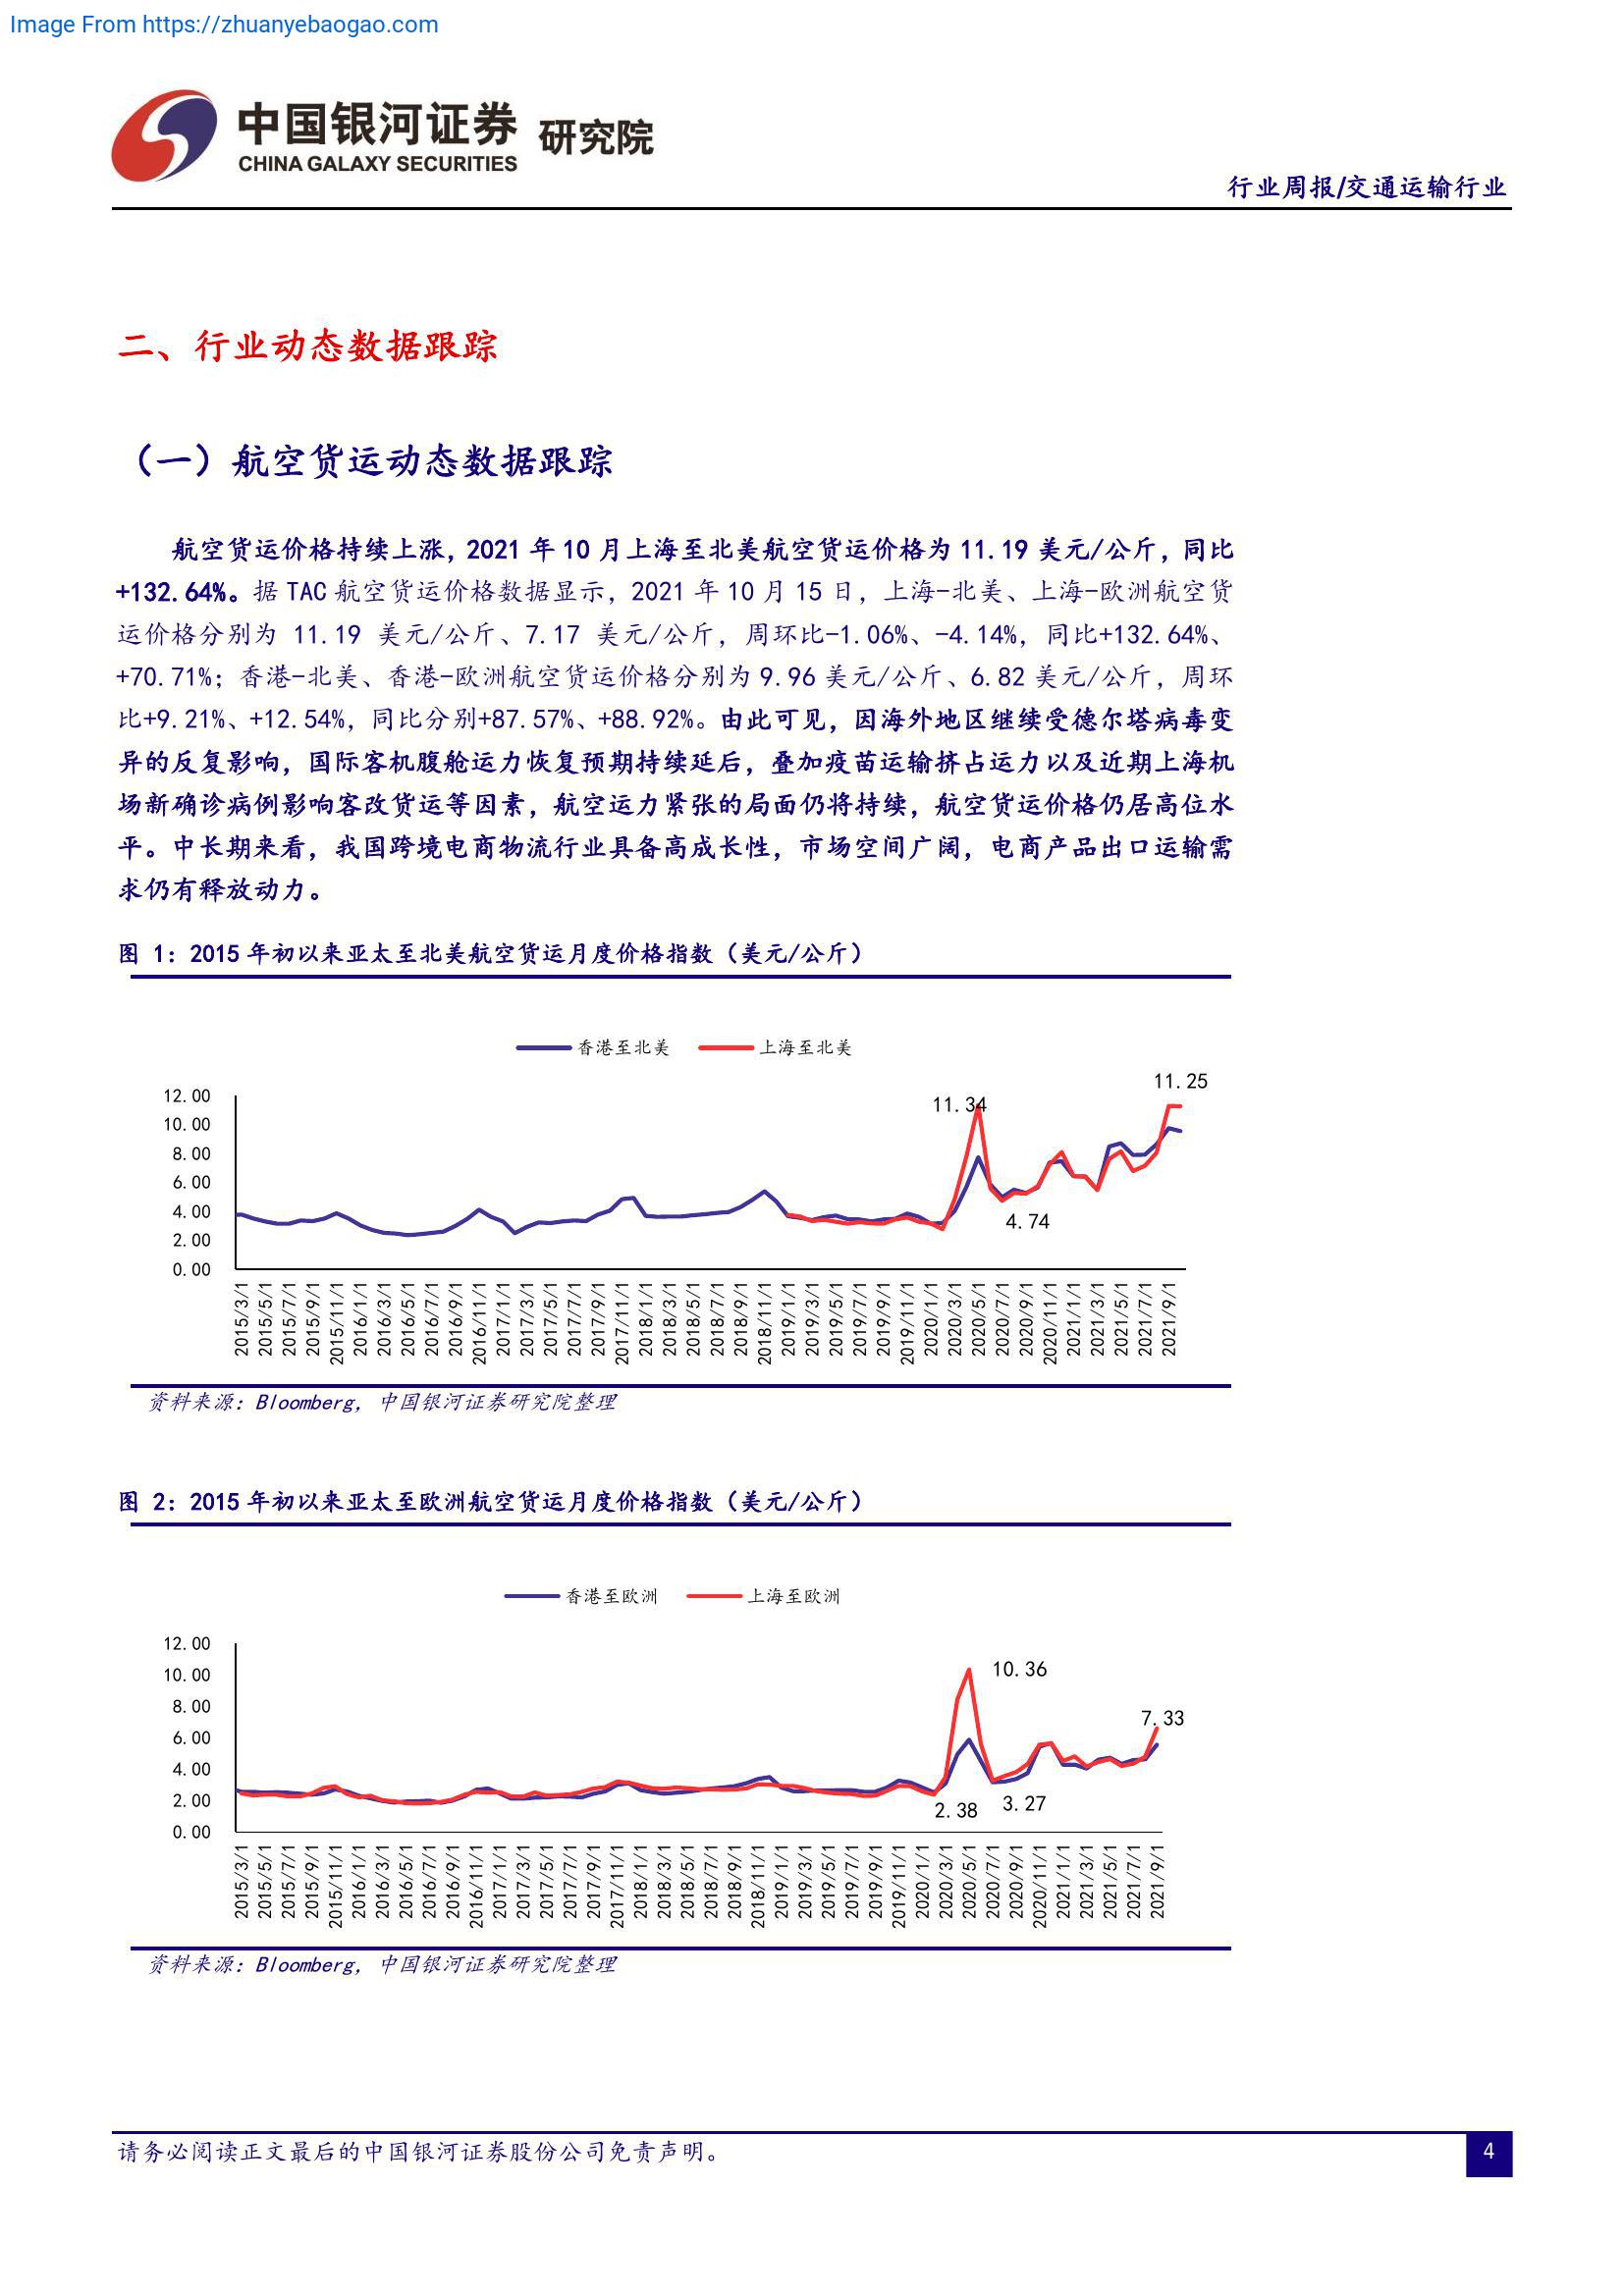 Image From https://zhuanyebaogao.com
中国银河证券 研究院
CHINA GALAXY SECURITIES
行业周报/交通运输行业
二、行业动态数据跟踪
（一）航空货运动态数据跟踪
航空货运价格持续上涨，2021 年 10 月上海至北美航空货运价格为 11.19 美元/公斤，同比
+132.64%。据 TAC 航空货运价格数据显示，2021 年 10 月 15 日，上海-北美、上海-欧洲航空货
运价格分别为 11.19 美元/公斤、7.17 美元/公斤，周环比-1.06%、-4.14%，同比+132.64%、
+70.71%；香港-北美、香港-欧洲航空货运价格分别为 9.96 美元/公斤、6.82 美元/公斤，周环
比+9.21%、+12.54%，同比分别+87.57%、+88.92%。由此可见，因海外地区继续受德尔塔病毒变
异的反复影响，国际客机腹舱运力恢复预期持续延后，叠加疫苗运输挤占运力以及近期上海机
场新确诊病例影响客改货运等因素，航空运力紧张的局面仍将持续，航空货运价格仍居高位水
平。中长期来看，我国跨境电商物流行业具备高成长性，市场空间广阔，电商产品出口运输需
求仍有释放动力。
图 1：2015 年初以来亚太至北美航空货运月度价格指数（美元/公斤）
香港至北美 上海至北美
11.25
11.34
4.74
12.00
10.00
8.00
6.00
4.00
2.00
0.00
2015/3/1 2015/5/1 2015/7/1 2015/9/1 2015/11/1 2016/1/1 2016/3/1 2016/5/1 2016/7/1 2016/9/1 2016/11/1 2017/1/1 2017/3/1 2017/5/1 2017/7/1 2017/9/1 2017/11/1 2018/1/1 2018/3/1 2018/5/1 2018/7/1 2018/9/1 2018/11/1 2019/1/1 2019/3/1 2019/5/1 2019/7/1 2019/9/1 2019/11/1 2020/1/1 2020/3/1 2020/5/1 2020/7/1 2020/9/1 2020/11/1 2021/1/1 2021/3/1 2021/5/1 2021/7/1 2021/9/1
资料来源：Bloomberg，中国银河证券研究院整理
图 2：2015 年初以来亚太至欧洲航空货运月度价格指数（美元/公斤）
香港至欧洲 上海至欧洲
10.36
7.33
2.38
3.27
12.00
10.00
8.00
6.00
4.00
2.00
0.00
2015/3/1 2015/5/1 2015/7/1 2015/9/1 2015/11/1 2016/1/1 2016/3/1 2016/5/1 2016/7/1 2016/9/1 2016/11/1 2017/1/1 2017/3/1 2017/5/1 2017/7/1 2017/9/1 2017/11/1 2018/1/1 2018/3/1 2018/5/1 2018/7/1 2018/9/1 2018/11/1 2019/1/1 2019/3/1 2019/5/1 2019/7/1 2019/9/1 2019/11/1 2020/1/1 2020/3/1 2020/5/1 2020/7/1 2020/9/1 2020/11/1 2021/1/1 2021/3/1 2021/5/1 2021/7/1 2021/9/1
资料来源：Bloomberg，中国银河证券研究院整理
请务必阅读正文最后的中国银河证券股份公司免责声明。
4